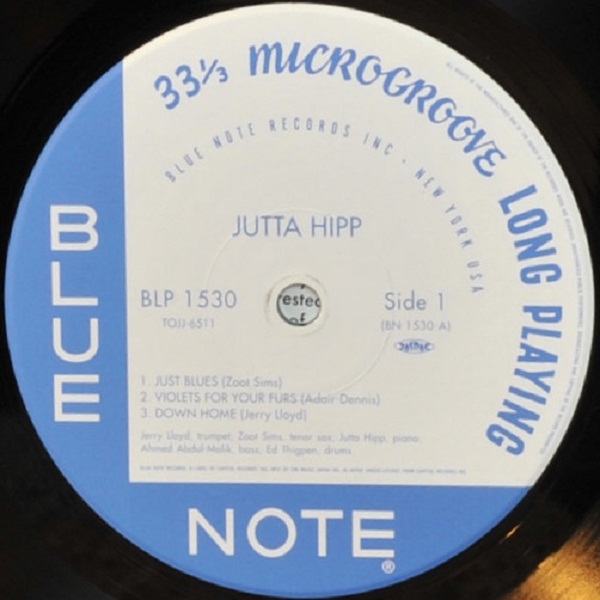 33⅓ MICROGROOVE LONG PLAYING
BLUE NOTE RECORDS INC · NEW YORK USA
JUTTA HIPP
BLP 1530
TOJJ-6511
Side 1
(BN 1530 A)
1. JUST BLUES (Zoot Sims)
2. VIOLETS FOR YOUR FURS (Adair-Dennis)
3. DOWN HOME (Jerry Lloyd)
Jerry Lloyd, trumpet; Zoot Sims, tenor sax; Jutta Hipp, piano;
Ahmed Abdul-Malik, bass; Ed Thigpen, drums
BLUE
NOTE®